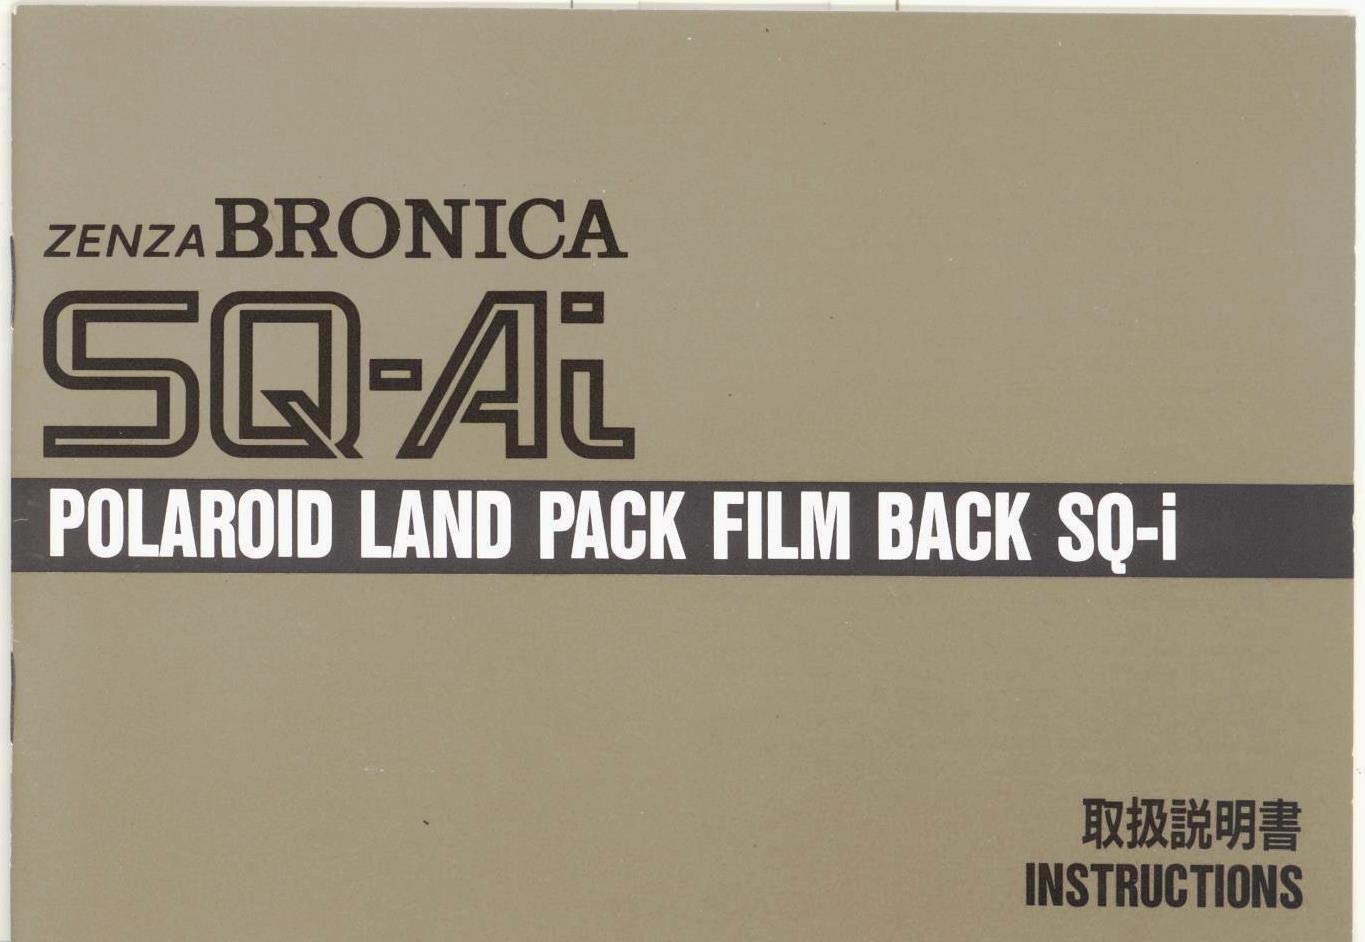 ZENZA BRONICA
SQ-Ai
POLAROID LAND PACK FILM BACK SQ-i
取扱説明書
INSTRUCTIONS